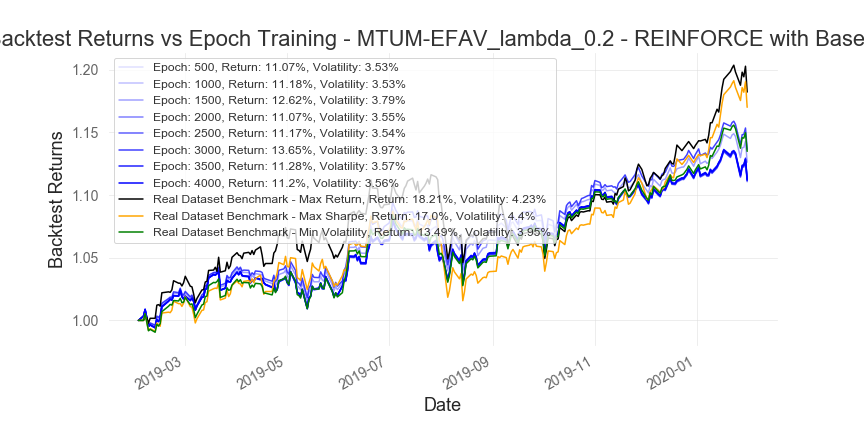 acktest Returns vs Epoch Training - MTUM-EFAV_lambda_0.2 - REINFORCE with Base
Epoch: 500, Return: 11.07%, Volatility: 3.53%
Epoch: 1000, Return: 11.18%, Volatility: 3.53%
Epoch: 1500, Return: 12.62%, Volatility: 3.79%
Epoch: 2000, Return: 11.07%, Volatility: 3.55%
Epoch: 2500, Return: 11.17%, Volatility: 3.54%
Epoch: 3000, Return: 13.65%, Volatility: 3.97%
Epoch: 3500, Return: 11.28%, Volatility: 3.57%
Epoch: 4000, Return: 11.2%, Volatility: 3.56%
Real Dataset Benchmark - Max Return, Return: 18.21%, Volatility: 4.23%
Real Dataset Benchmark - Max Sharpe, Return: 17.0%, Volatility: 4.4%
Real Dataset Benchmark - Min Volatility, Return: 13.49%, Volatility: 3.95%
Backtest Returns
1.20
1.15
1.10
1.05
1.00
2019-03
2019-05
2019-07
2019-09
2019-11
2020-01
Date